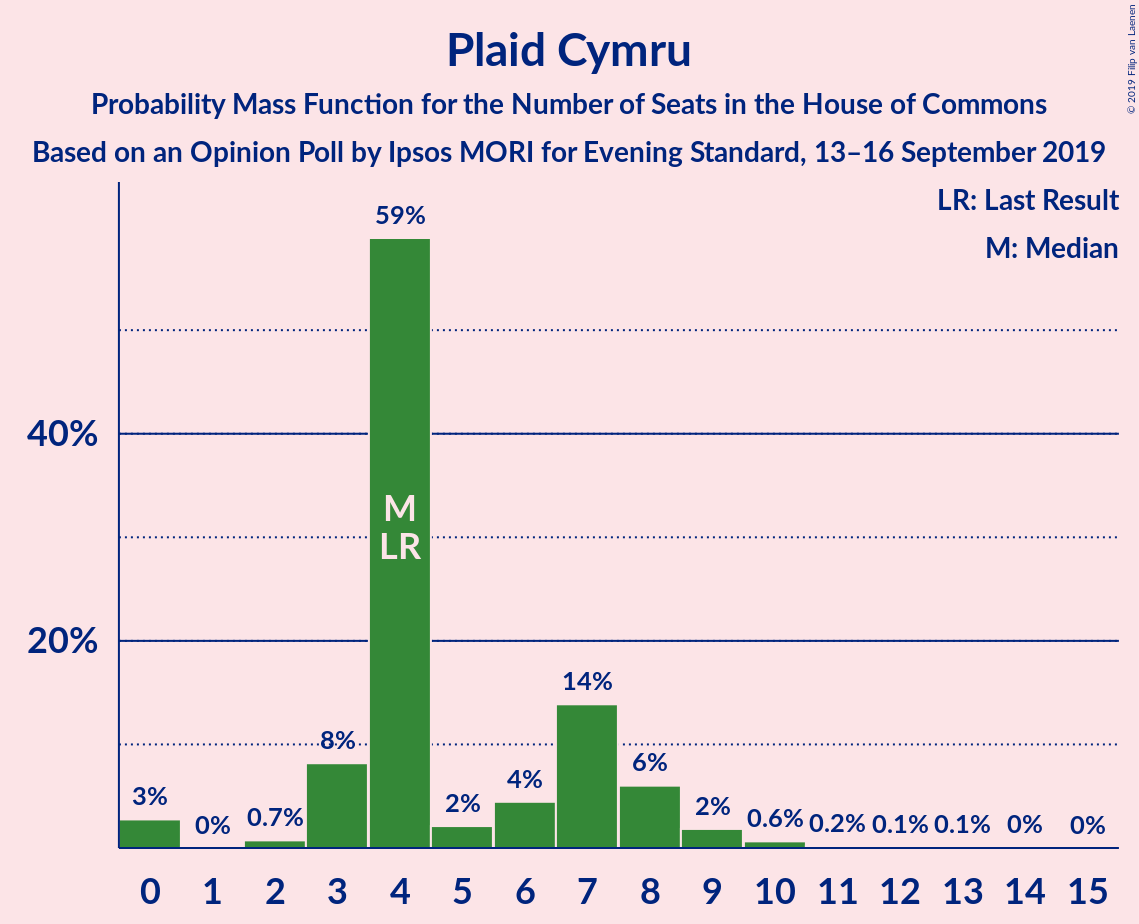 Plaid Cymru
Probability Mass Function for the Number of Seats in the House of Commons
Based on an Opinion Poll by Ipsos MORI for Evening Standard, 13–16 September 2019
© 2019 Filip van Laenen
LR: Last Result
M: Median
59%
40%
M
LR
20%
14%
8%
6%
4%
3%
2%
2%
0.7%
0.6%
0%
0.2%
0.1%
0.1%
0%
0%
0 1 2 3 4 5 6 7 8 9 10 11 12 13 14 15